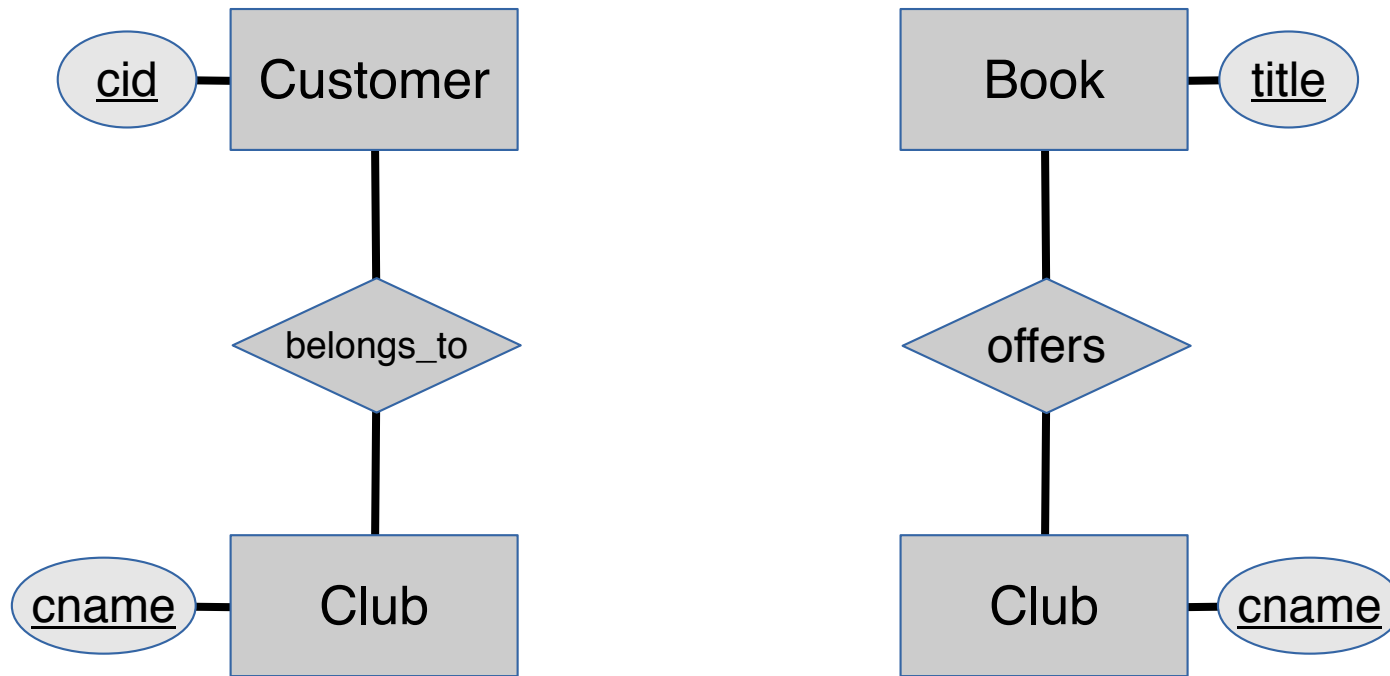 cid
Customer
Book
title
belongs_to
offers
cname
Club
Club
cname